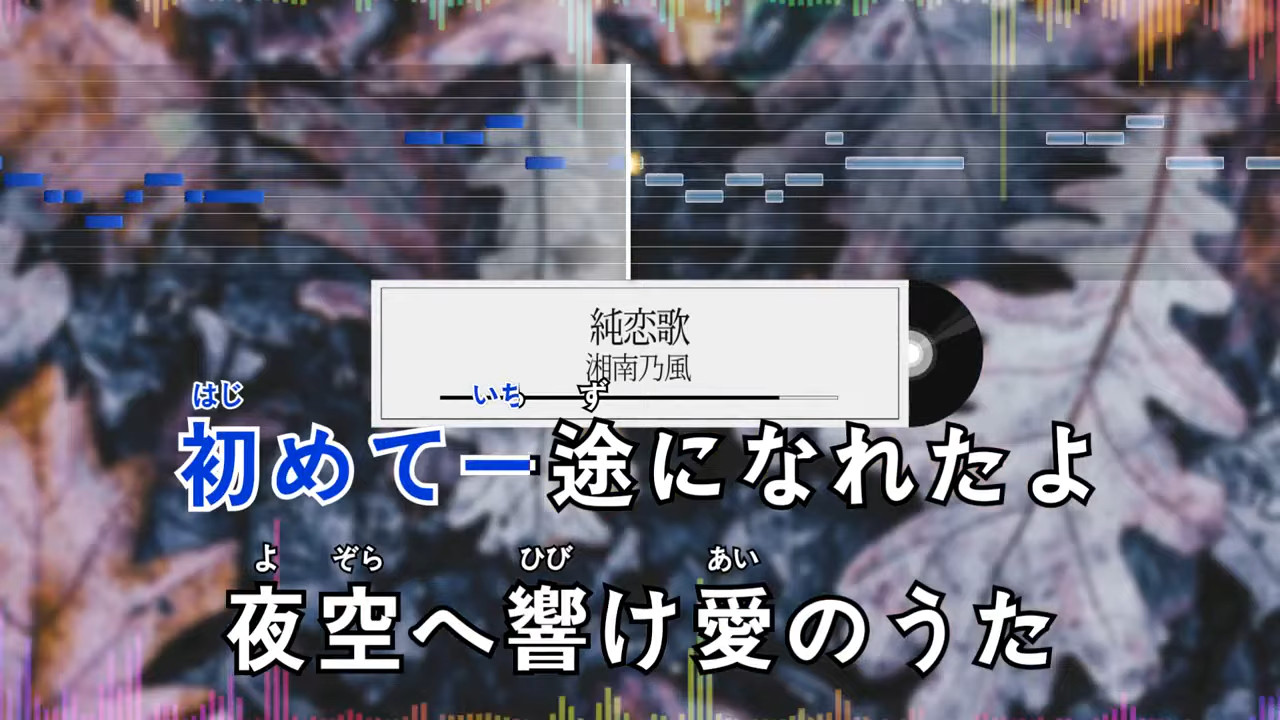 純恋歌
湘南乃風
はじ いち ず
初めて一途になれたよ
よ ぞら ひび あい
夜空へ響け愛のうた